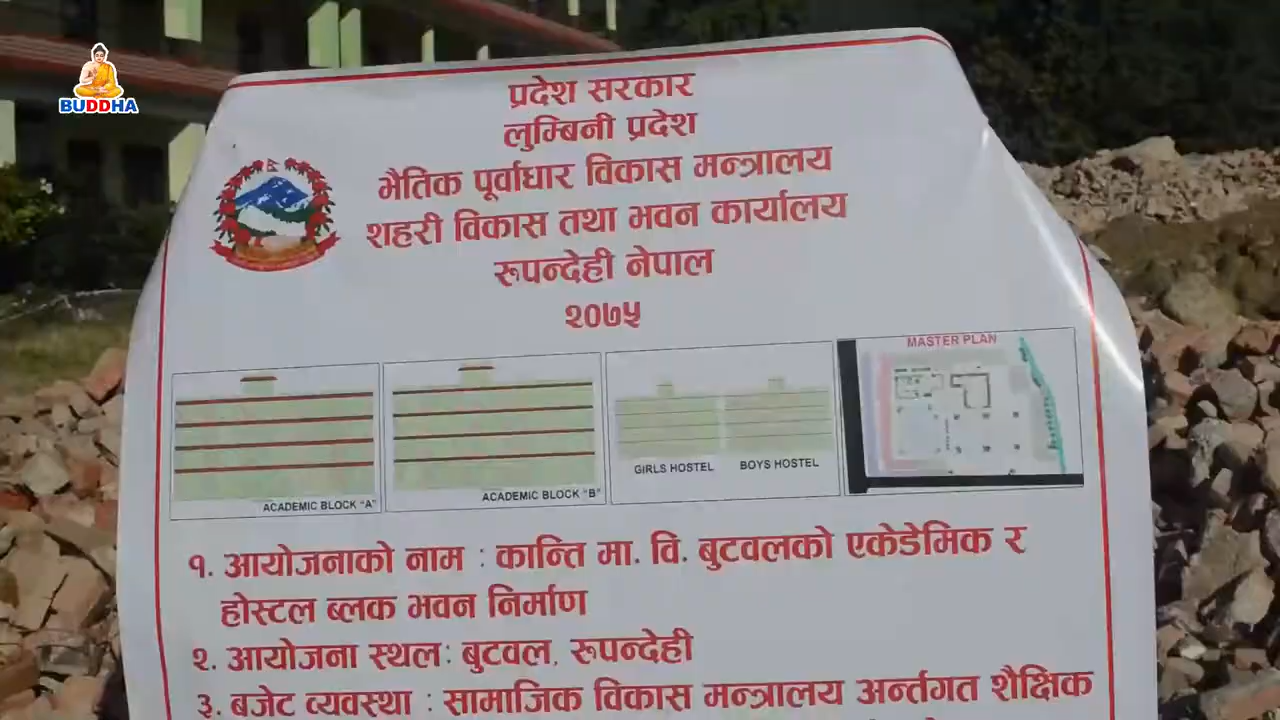 BUDDHA
प्रदेश सरकार
लुम्बिनी प्रदेश
भैतिक पूर्वाधार विकास मन्त्रालय
शहरी विकास तथा भवन कार्यालय
रुपन्देही नेपाल
२०७५
MASTER PLAN
ACADEMIC BLOCK "A"
ACADEMIC BLOCK "B"
GIRLS HOSTEL
BOYS HOSTEL
१. आयोजनाको नाम : कान्ति मा. वि. बुटवलको एकेडेमिक र
होस्टल ब्लक भवन निर्माण
२. आयोजना स्थल: बुटवल, रुपन्देही
३. बजेट व्यवस्था : सामाजिक विकास मन्त्रालय अर्न्तगत शैक्षिक